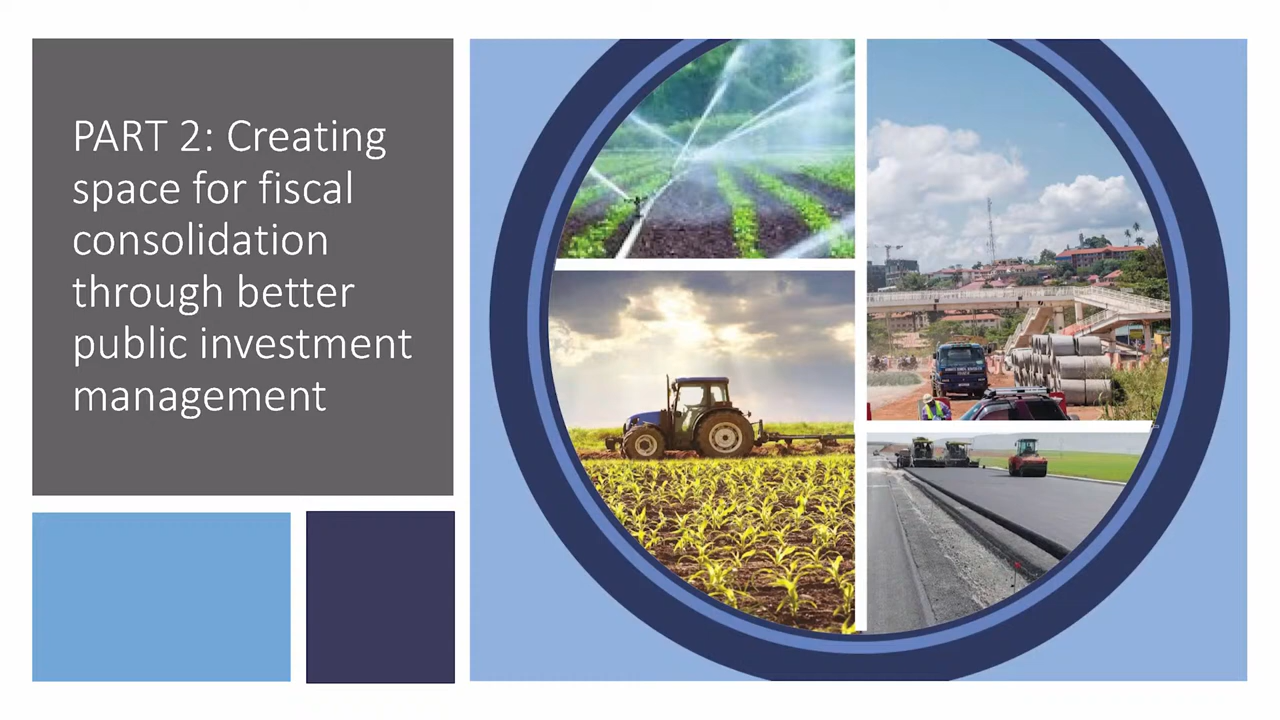 PART 2: Creating
space for fiscal
consolidation
through better
public investment
management